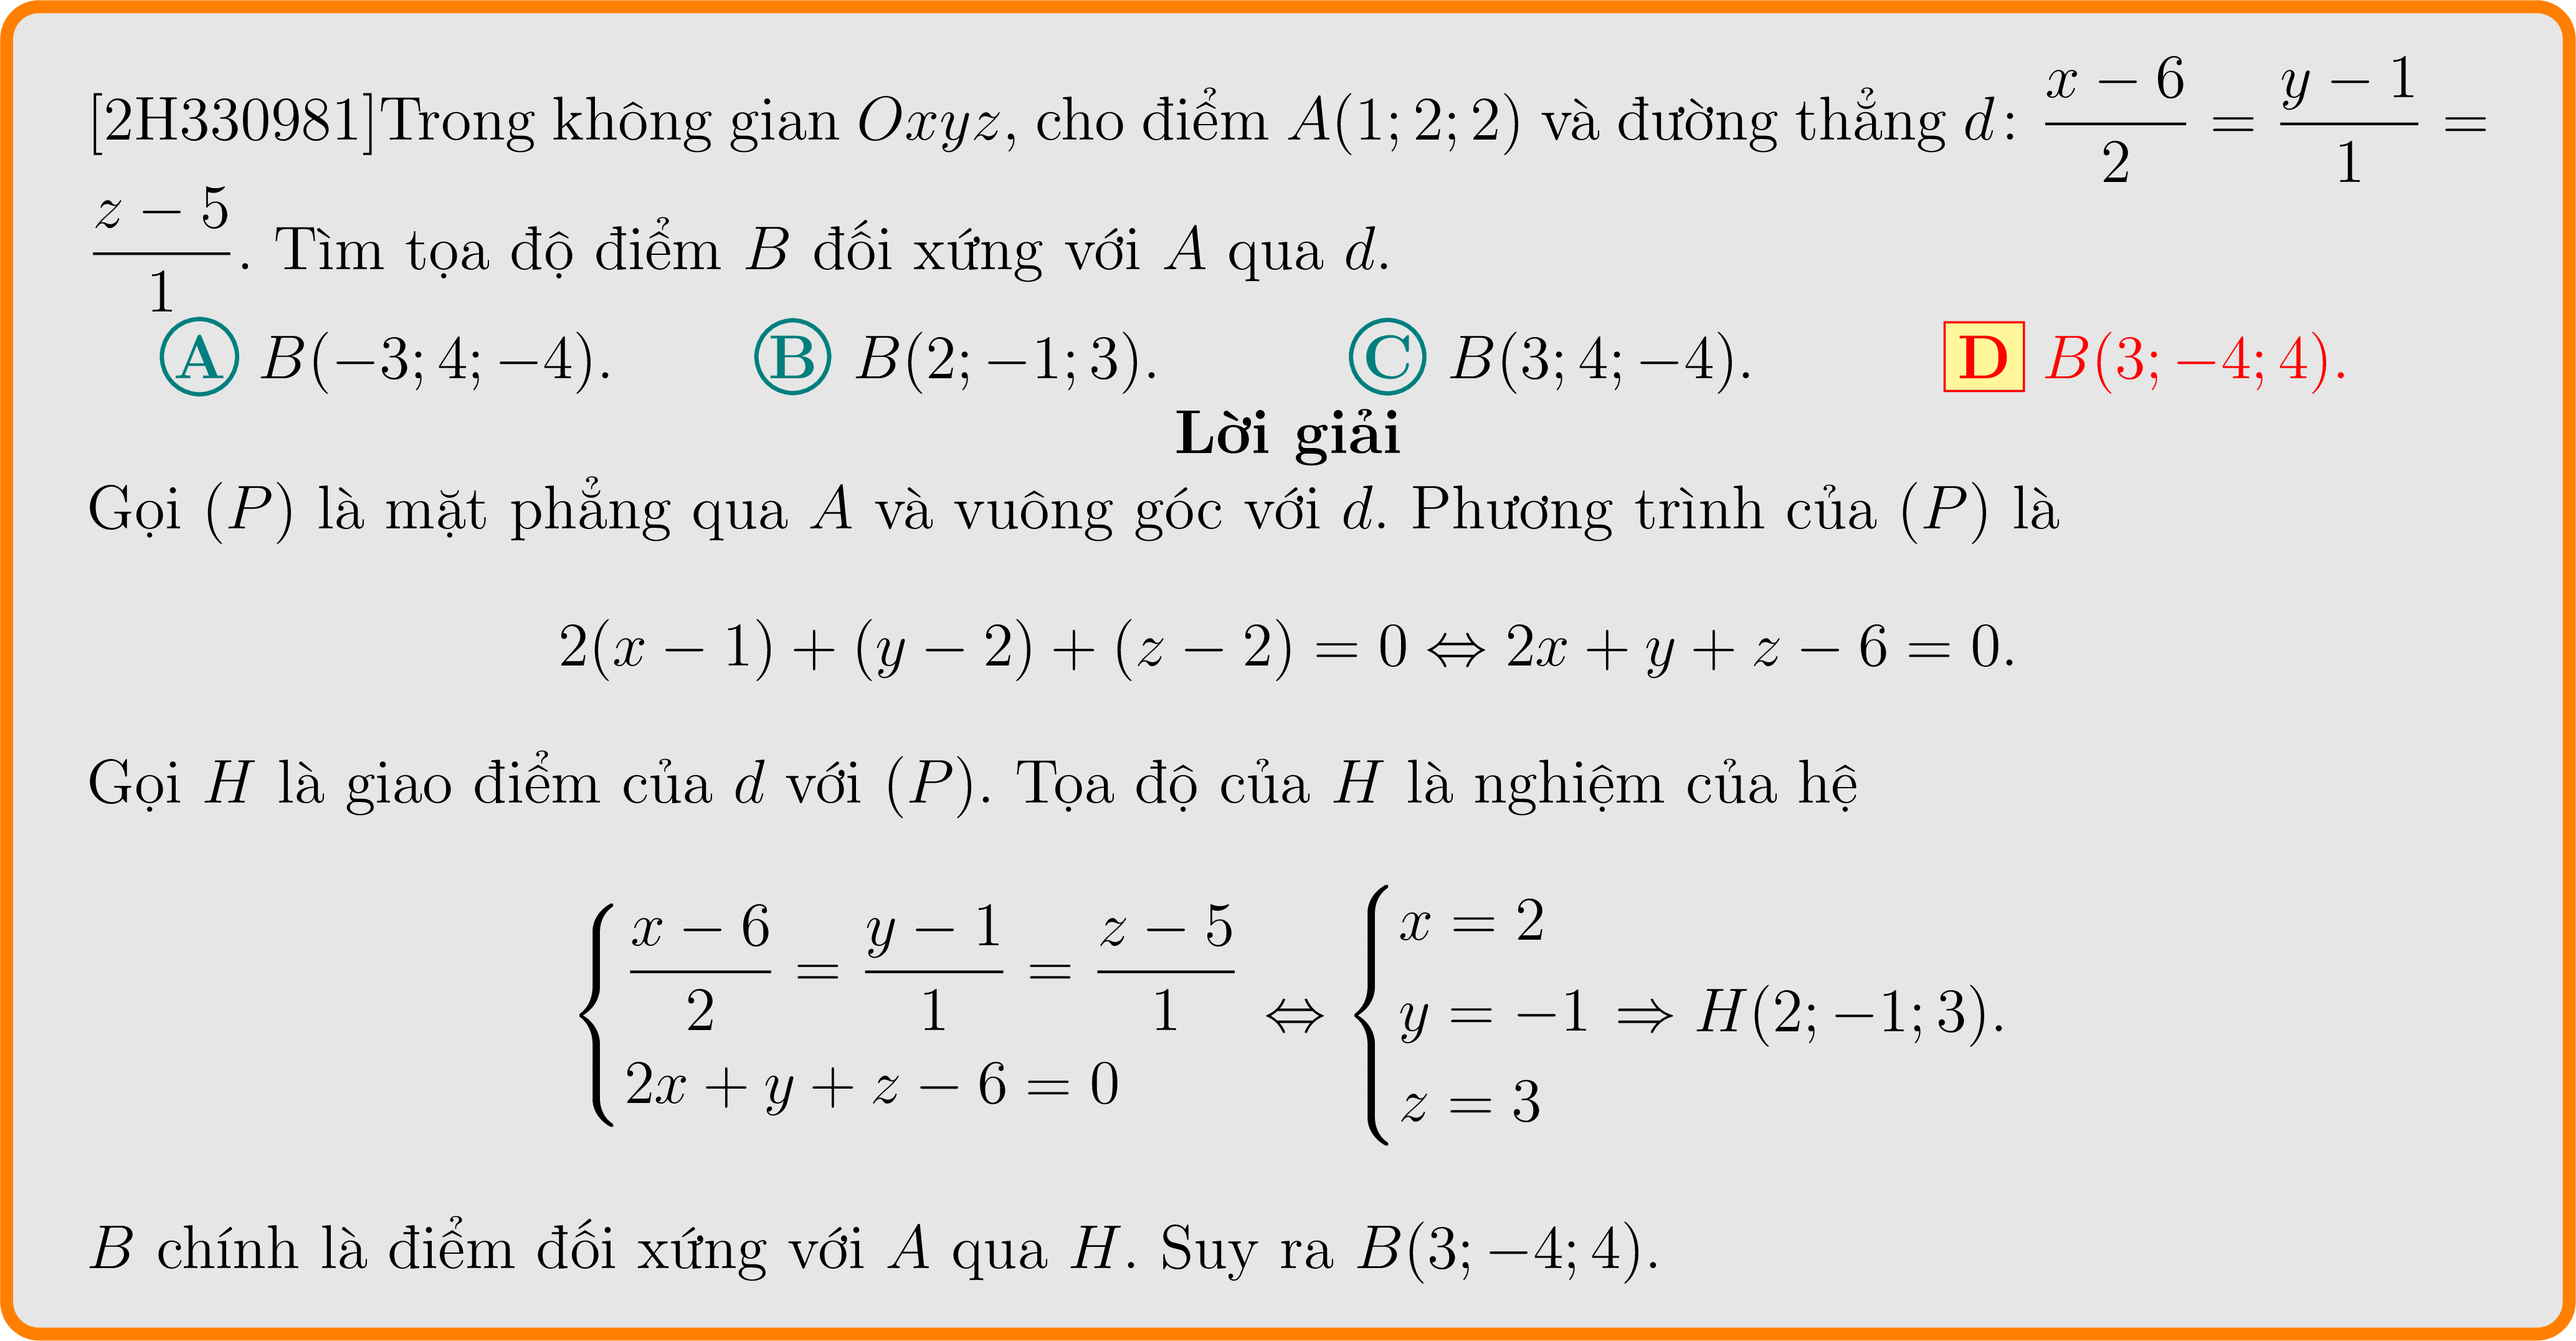 [2H330981]Trong không gian Oxyz, cho điểm A(1; 2; 2) và đường thẳng d: \frac{x − 6}{2} = \frac{y − 1}{1} =
\frac{z − 5}{1}. Tìm tọa độ điểm B đối xứng với A qua d.
A B(−3; 4; −4). B B(2; −1; 3). C B(3; 4; −4). D B(3; −4; 4).
Lời giải
Gọi (P) là mặt phẳng qua A và vuông góc với d. Phương trình của (P) là
2(x − 1) + (y − 2) + (z − 2) = 0 ⇔ 2x + y + z − 6 = 0.
Gọi H là giao điểm của d với (P). Tọa độ của H là nghiệm của hệ
\begin{cases} \frac{x − 6}{2} = \frac{y − 1}{1} = \frac{z − 5}{1} \\ 2x + y + z − 6 = 0 \end{cases} ⇔ \begin{cases} x = 2 \\ y = −1 \\ z = 3 \end{cases} ⇒ H(2; −1; 3).
B chính là điểm đối xứng với A qua H. Suy ra B(3; −4; 4).